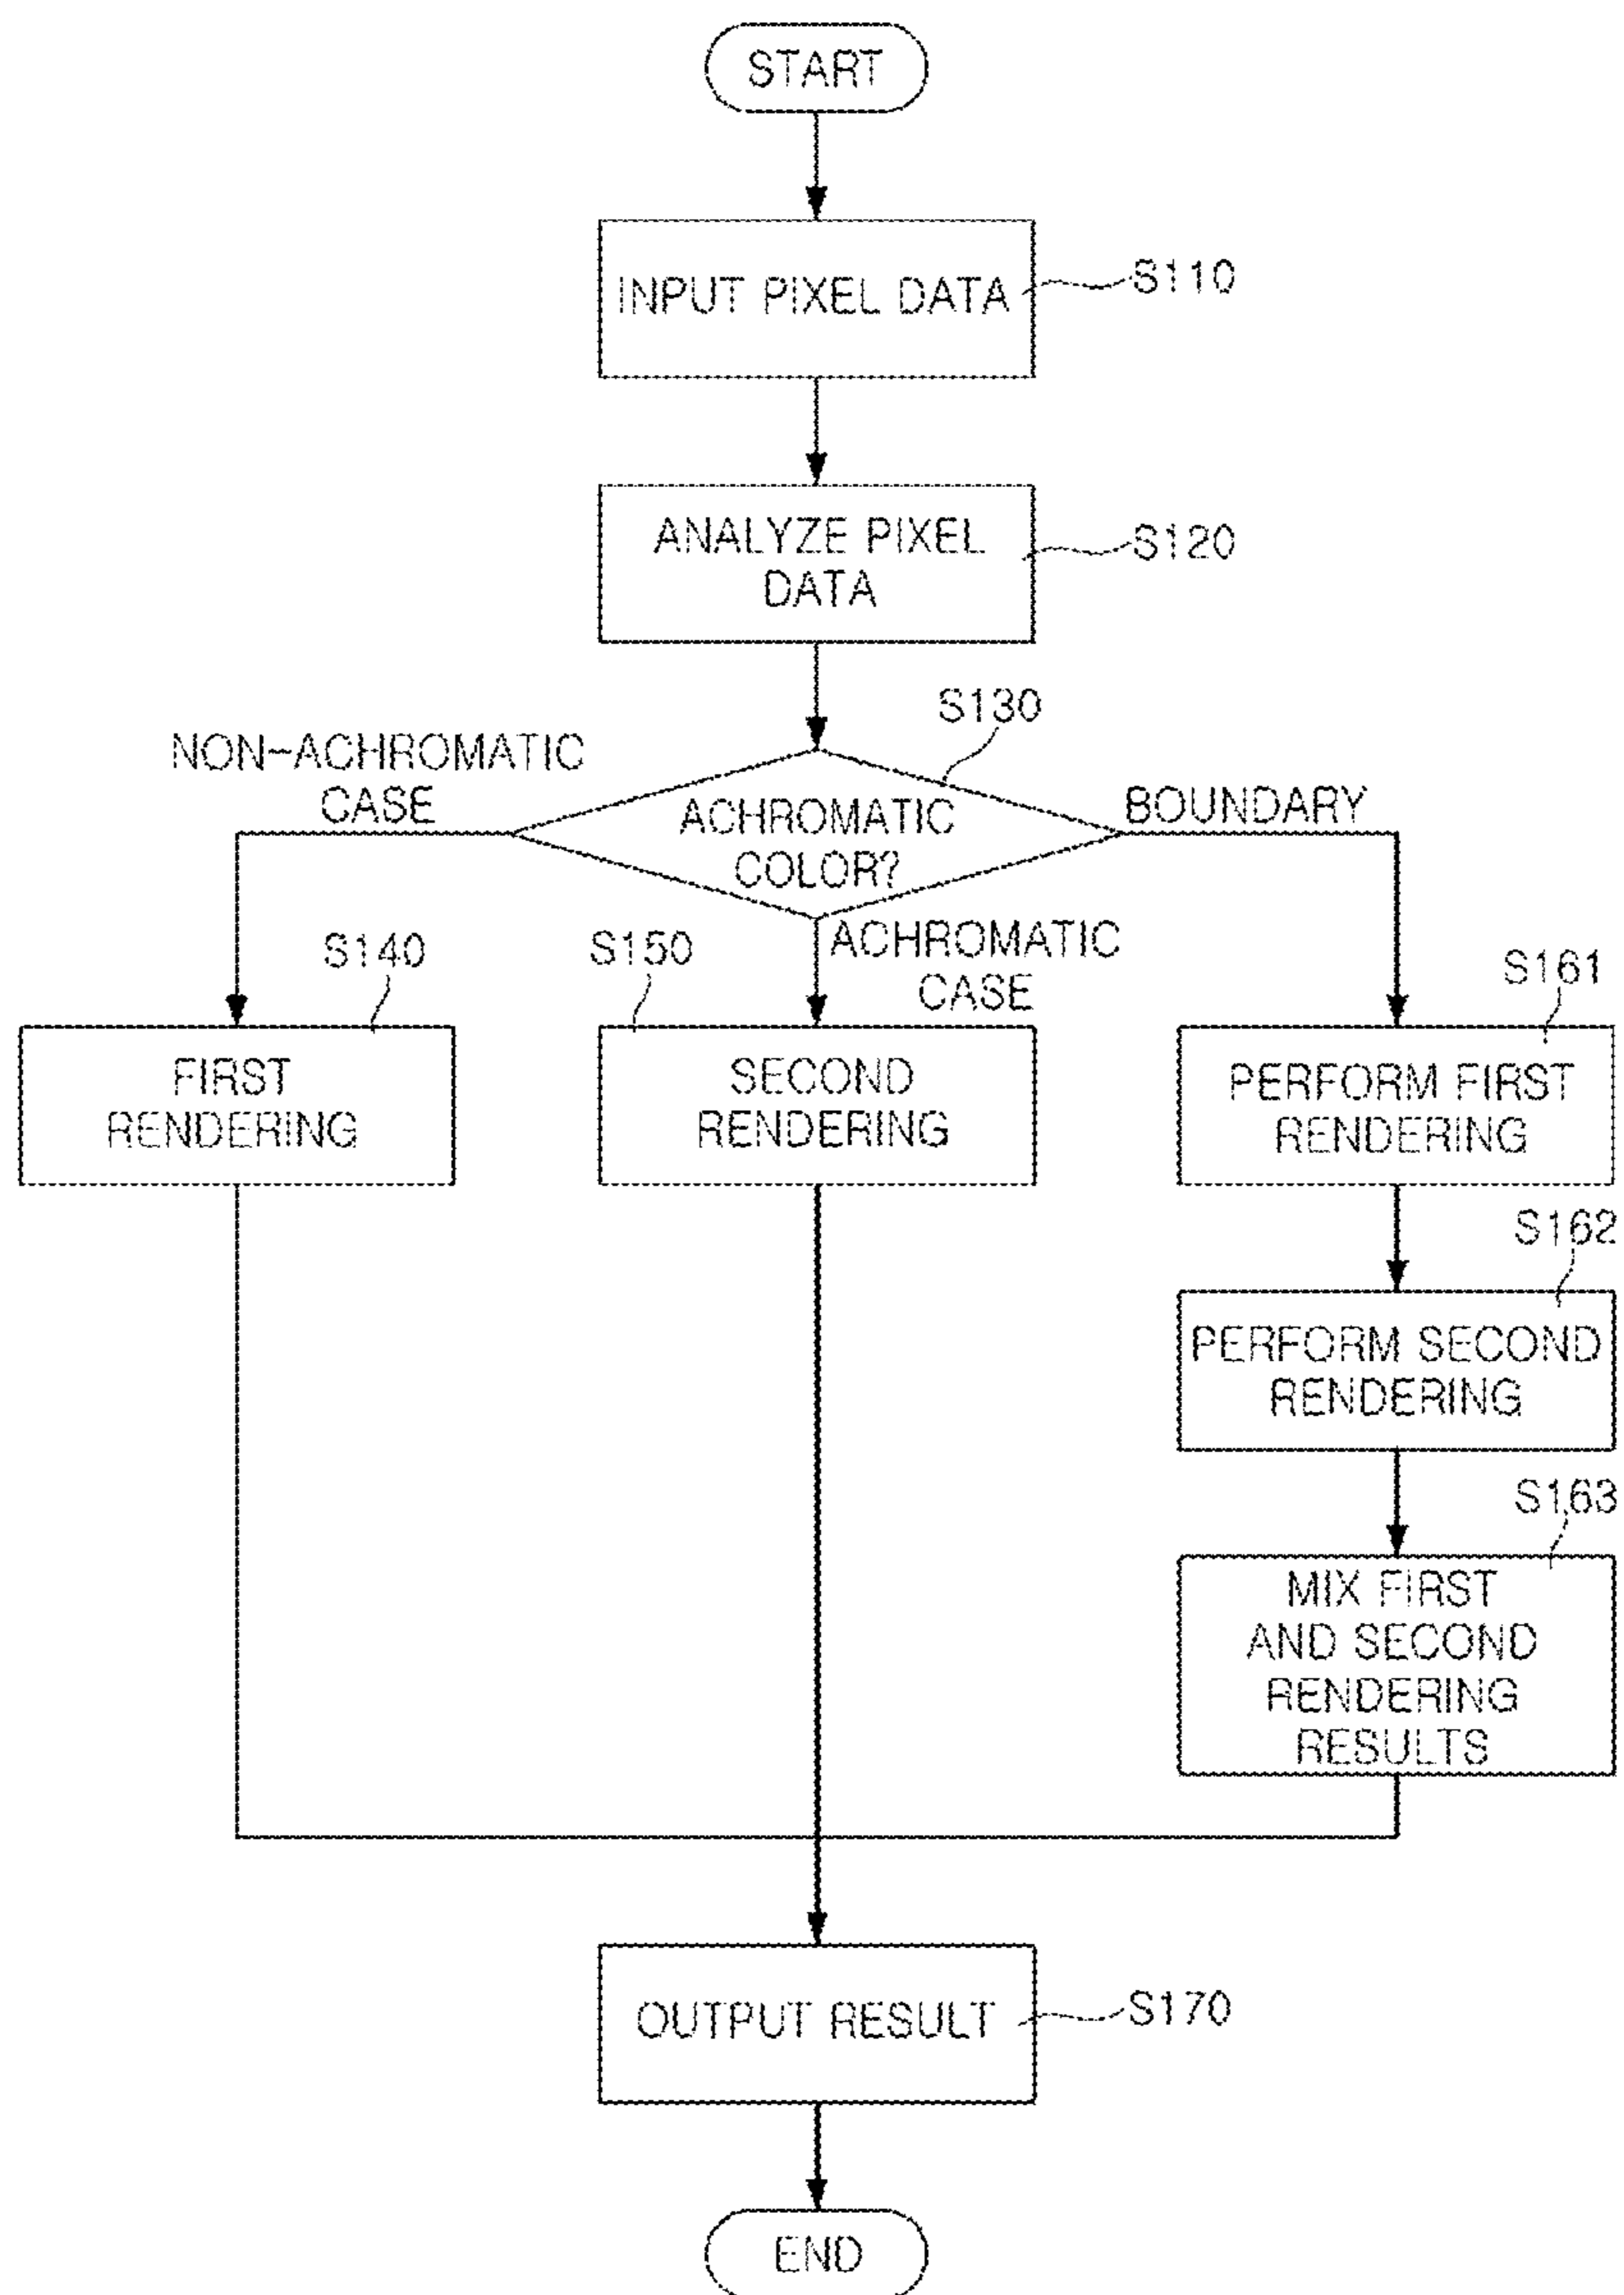 START
INPUT PIXEL DATA
S110
ANALYZE PIXEL
DATA
S120
S130
NON-ACHROMATIC
CASE
ACHROMATIC
COLOR?
BOUNDARY
ACHROMATIC
CASE
S140
FIRST
RENDERING
S150
SECOND
RENDERING
S161
PERFORM FIRST
RENDERING
S162
PERFORM SECOND
RENDERING
S163
MIX FIRST
AND SECOND
RENDERING
RESULTS
OUTPUT RESULT
S170
END